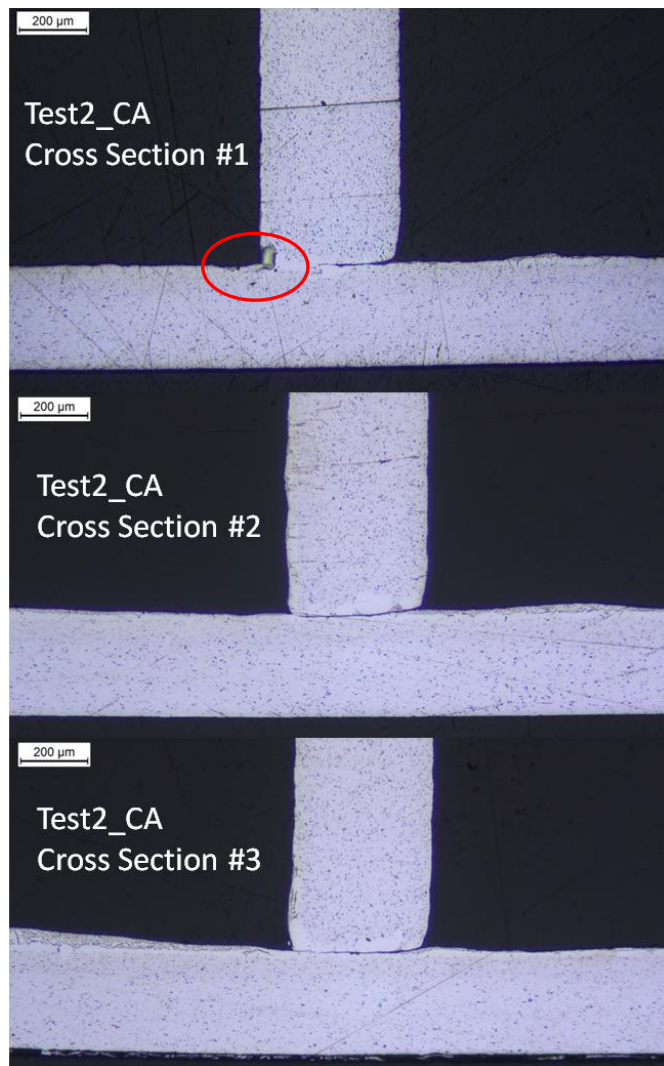 200 µm
Test2_CA
Cross Section #1
200 µm
Test2_CA
Cross Section #2
200 µm
Test2_CA
Cross Section #3